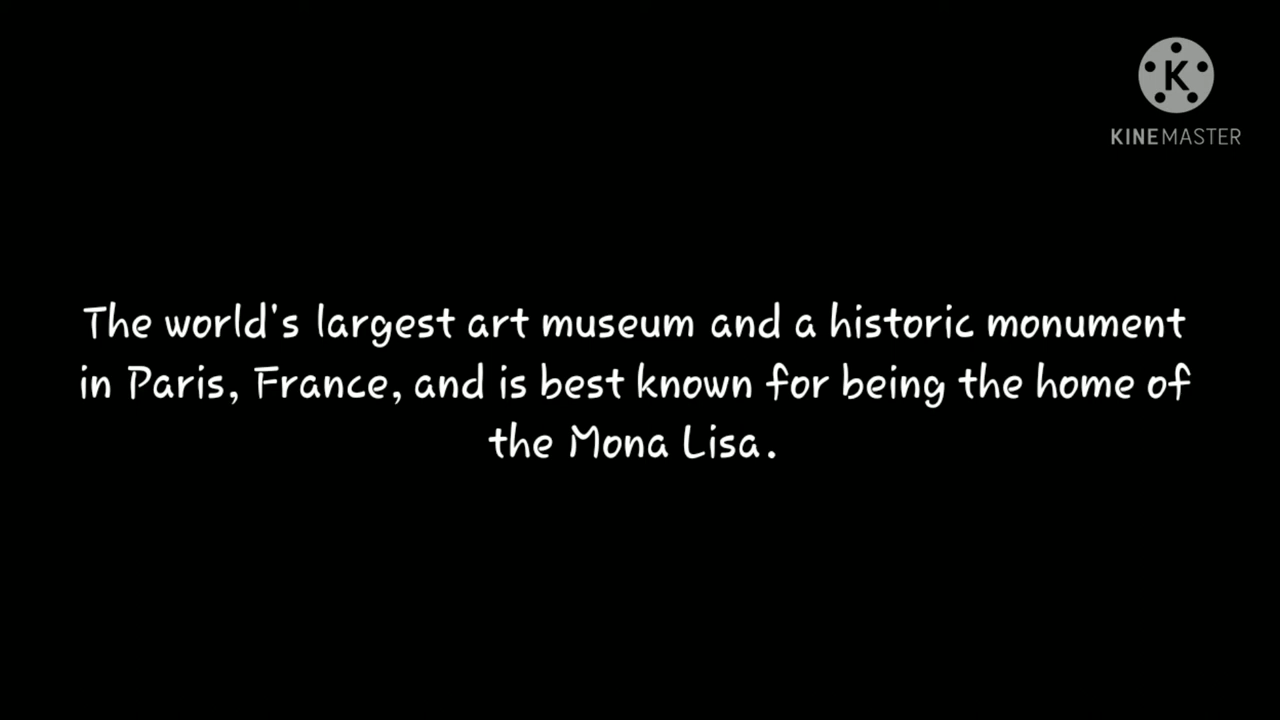 K
KINEMASTER
The world's largest art museum and a historic monument
in Paris, France, and is best known for being the home of
the Mona Lisa.